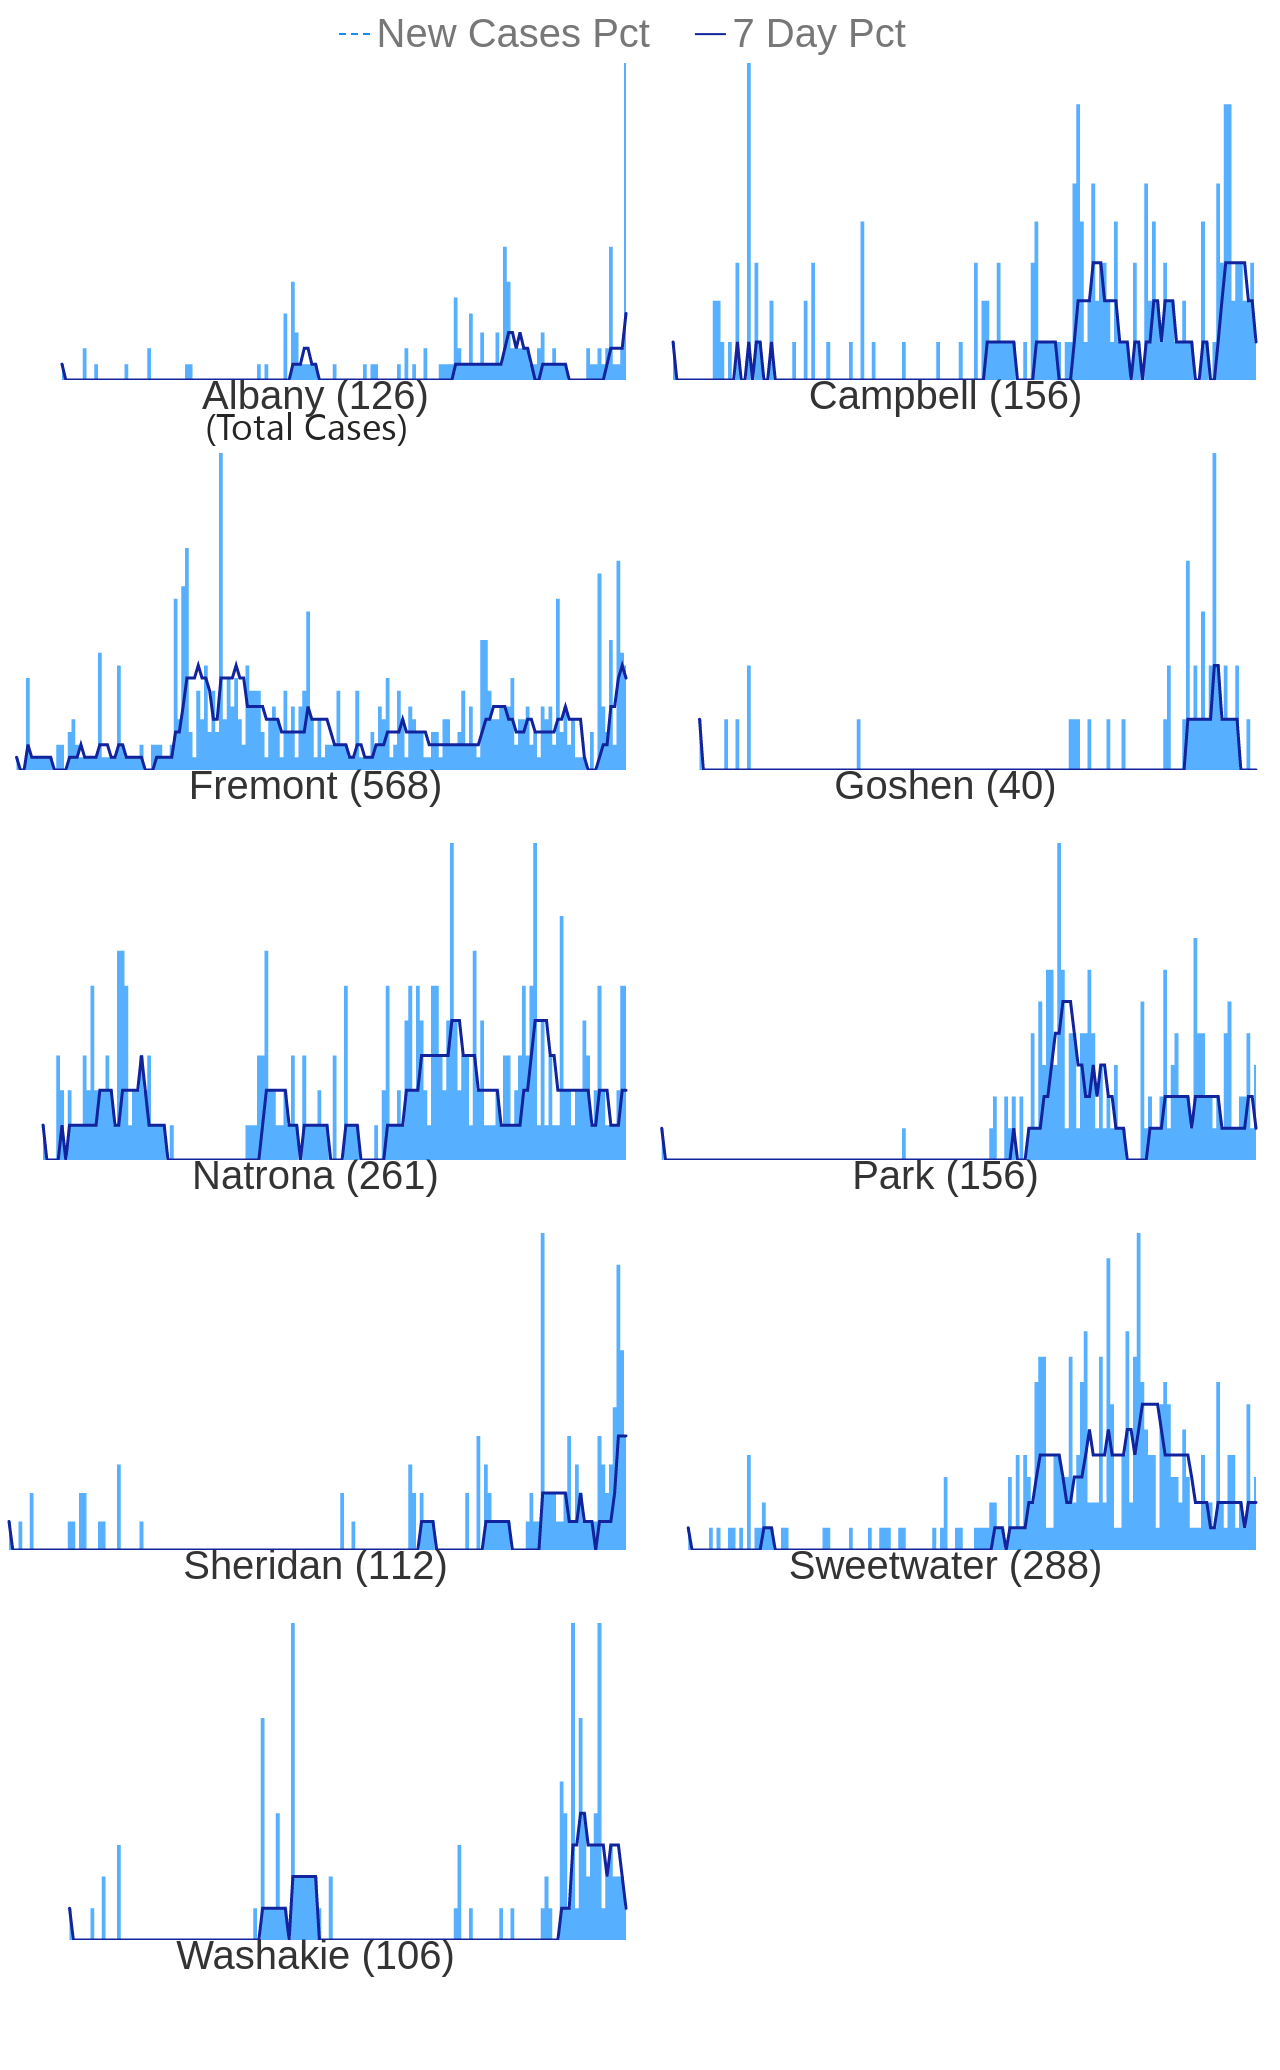 New Cases Pct 7 Day Pct
Albany (126) Campbell (156)
(Total Cases)
Fremont (568) Goshen (40)
Natrona (261) Park (156)
Sheridan (112) Sweetwater (288)
Washakie (106)